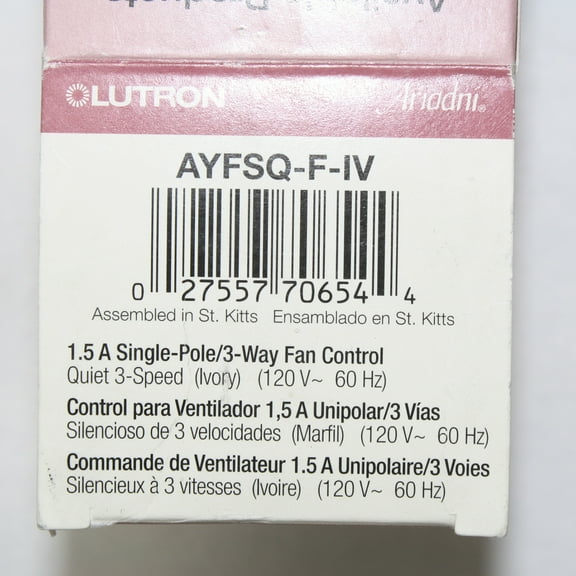 LUTRON Ariadni®
AYFSQ-F-IV
0 27557 70654 4
Assembled in St. Kitts Ensamblado en St. Kitts
1.5 A Single-Pole/3-Way Fan Control
Quiet 3-Speed (Ivory) (120 V~ 60 Hz)
Control para Ventilador 1,5 A Unipolar/3 Vías
Silencioso de 3 velocidades (Marfil) (120 V~ 60 Hz)
Commande de Ventilateur 1.5 A Unipolaire/3 Voies
Silencieux à 3 vitesses (Ivoire) (120 V~ 60 Hz)